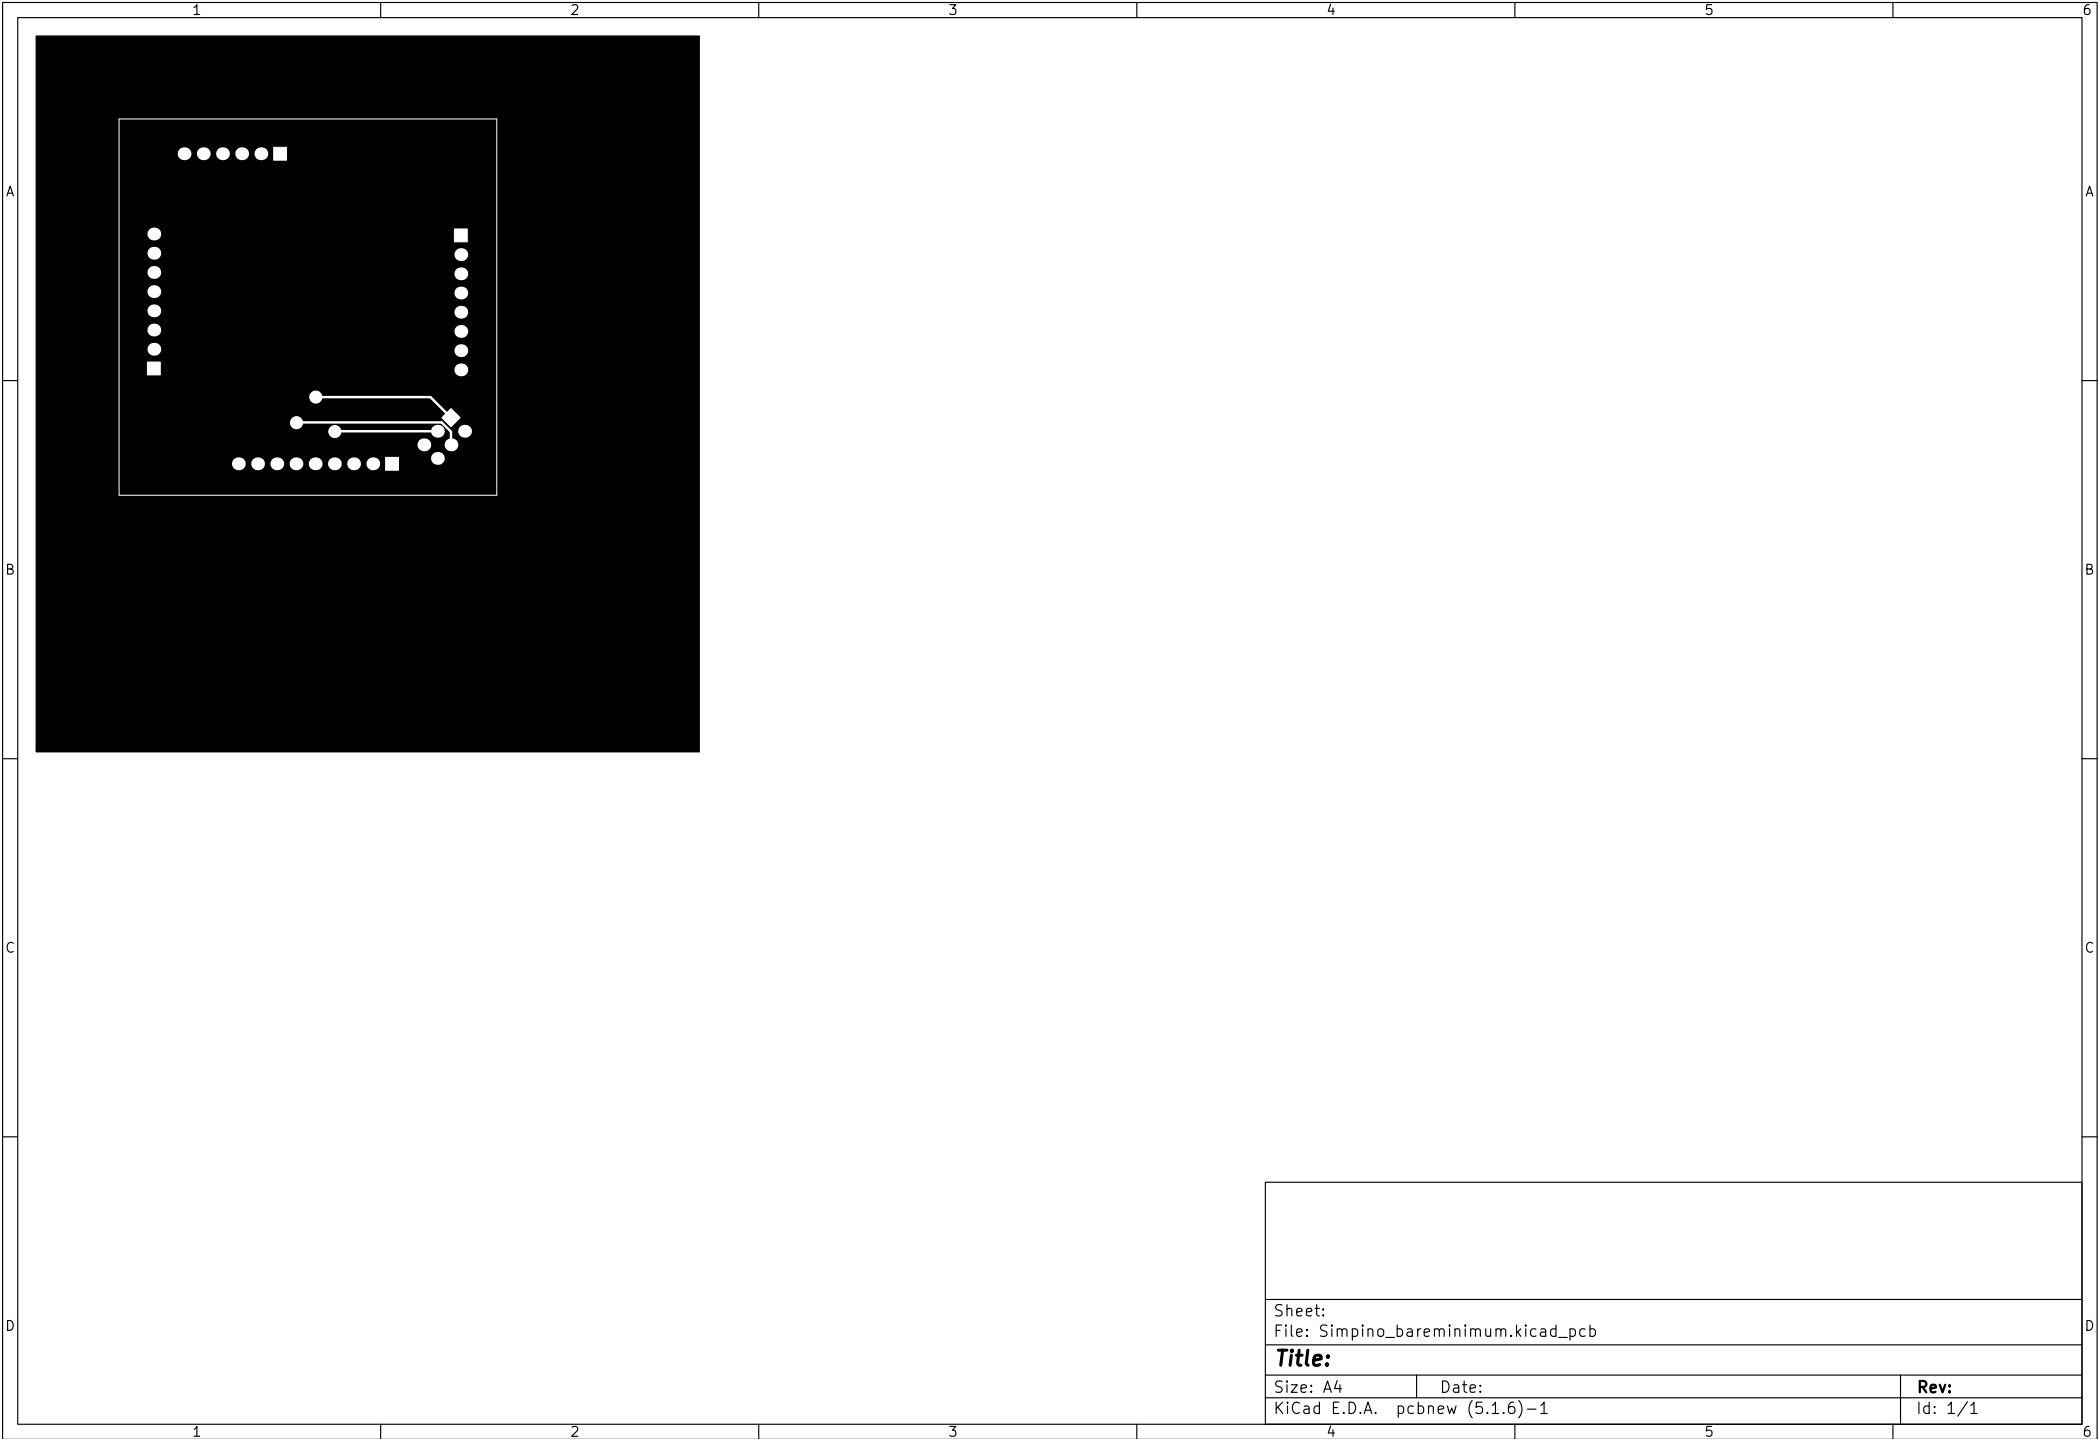 1 2 3 4 5 6
A A
B B
C C
Sheet:
D D
File: Simpino_bareminimum.kicad_pcb
Title:
Size: A4 Date: Rev:
KiCad E.D.A. pcbnew (5.1.6)-1 Id: 1/1
1 2 3 4 5 6